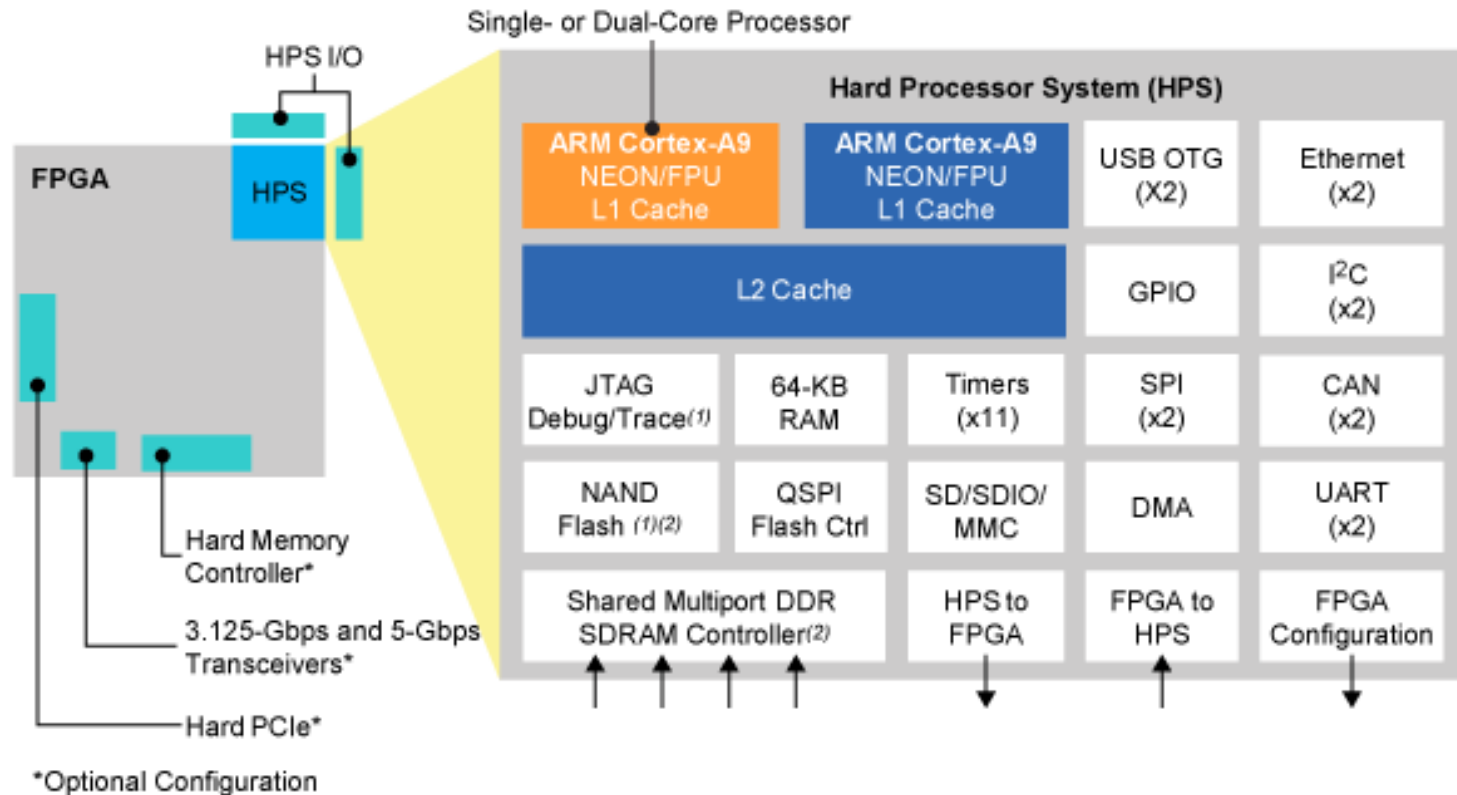 Single- or Dual-Core Processor
HPS I/O
FPGA
HPS
Hard Memory
Controller*
3.125-Gbps and 5-Gbps
Transceivers*
Hard PCIe*
*Optional Configuration
Hard Processor System (HPS)
ARM Cortex-A9
NEON/FPU
L1 Cache
ARM Cortex-A9
NEON/FPU
L1 Cache
USB OTG
(X2)
Ethernet
(x2)
L2 Cache
GPIO
I²C
(x2)
JTAG
Debug/Trace(1)
64-KB
RAM
Timers
(x11)
SPI
(x2)
CAN
(x2)
NAND
Flash (1)(2)
QSPI
Flash Ctrl
SD/SDIO/
MMC
DMA
UART
(x2)
Shared Multiport DDR
SDRAM Controller(2)
HPS to
FPGA
FPGA to
HPS
FPGA
Configuration